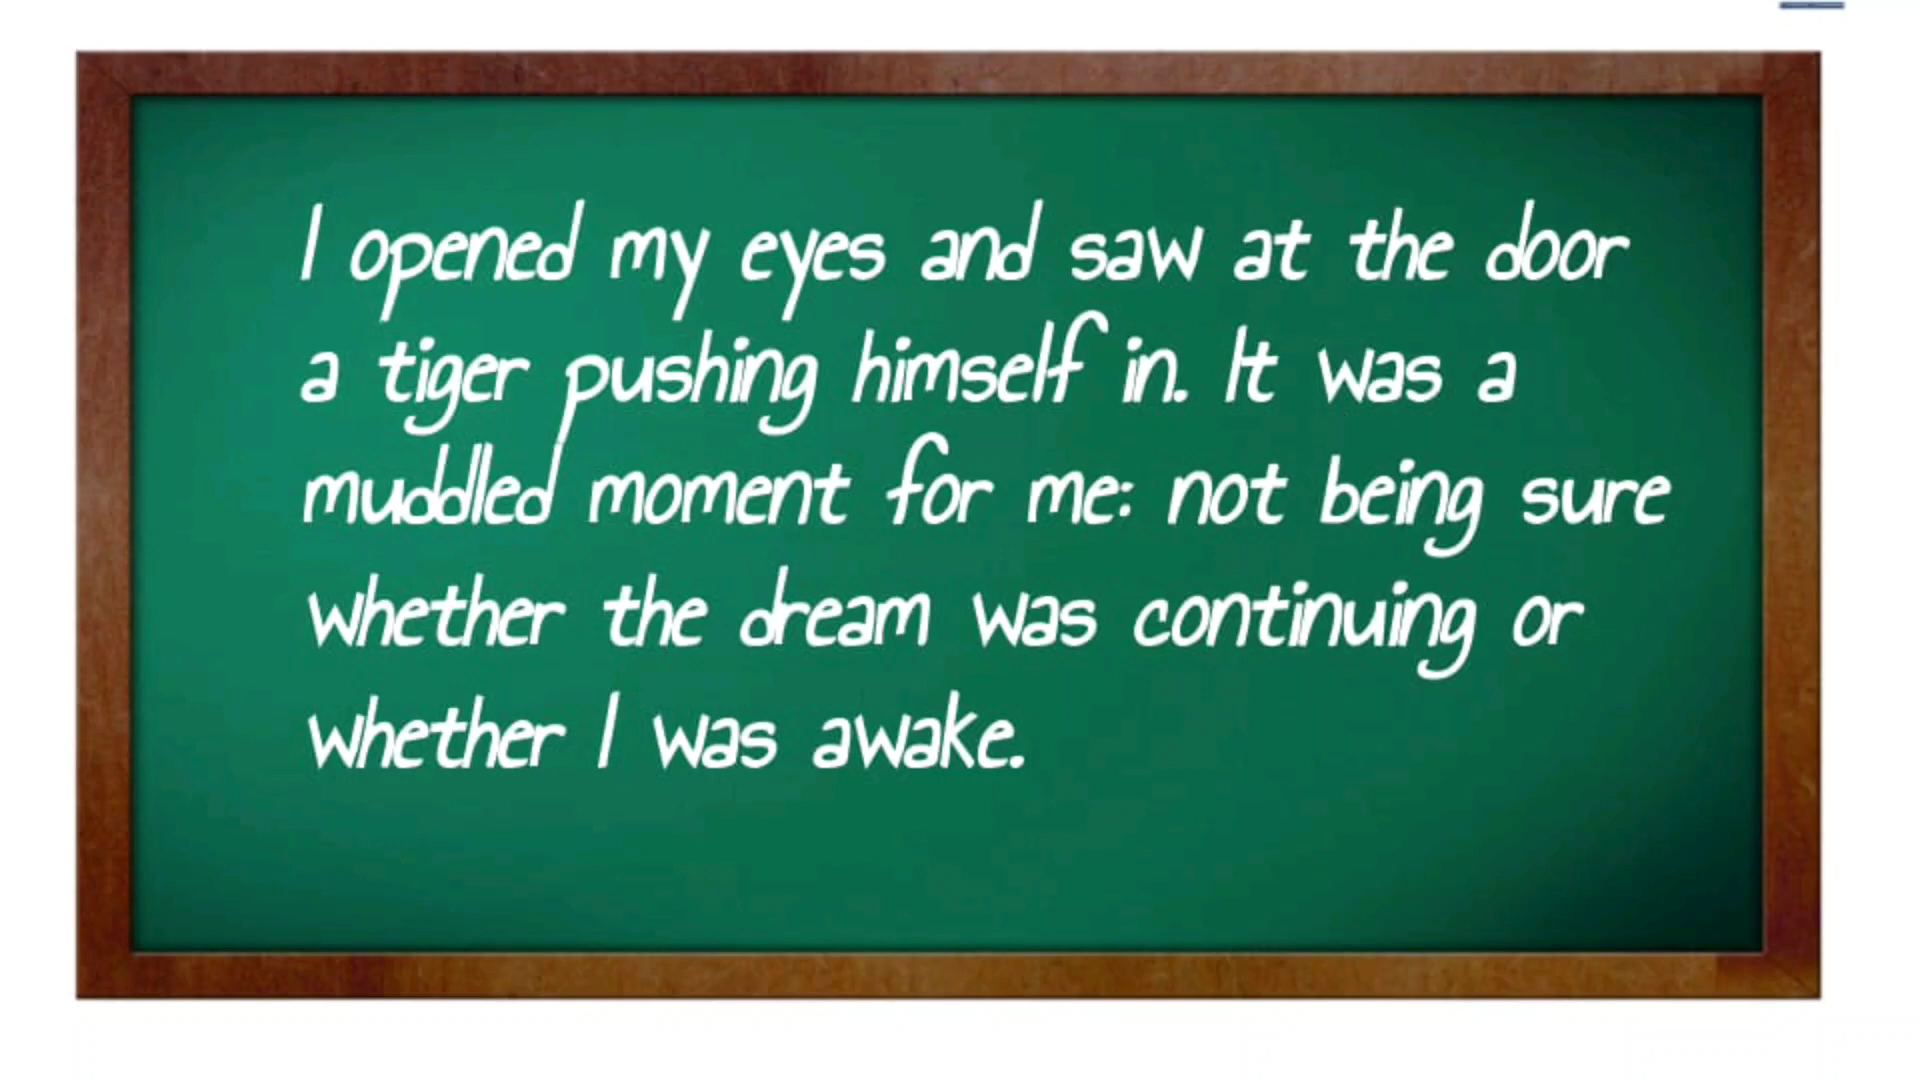 I opened my eyes and saw at the door
a tiger pushing himself in. It was a
muddled moment for me: not being sure
whether the dream was continuing or
whether I was awake.